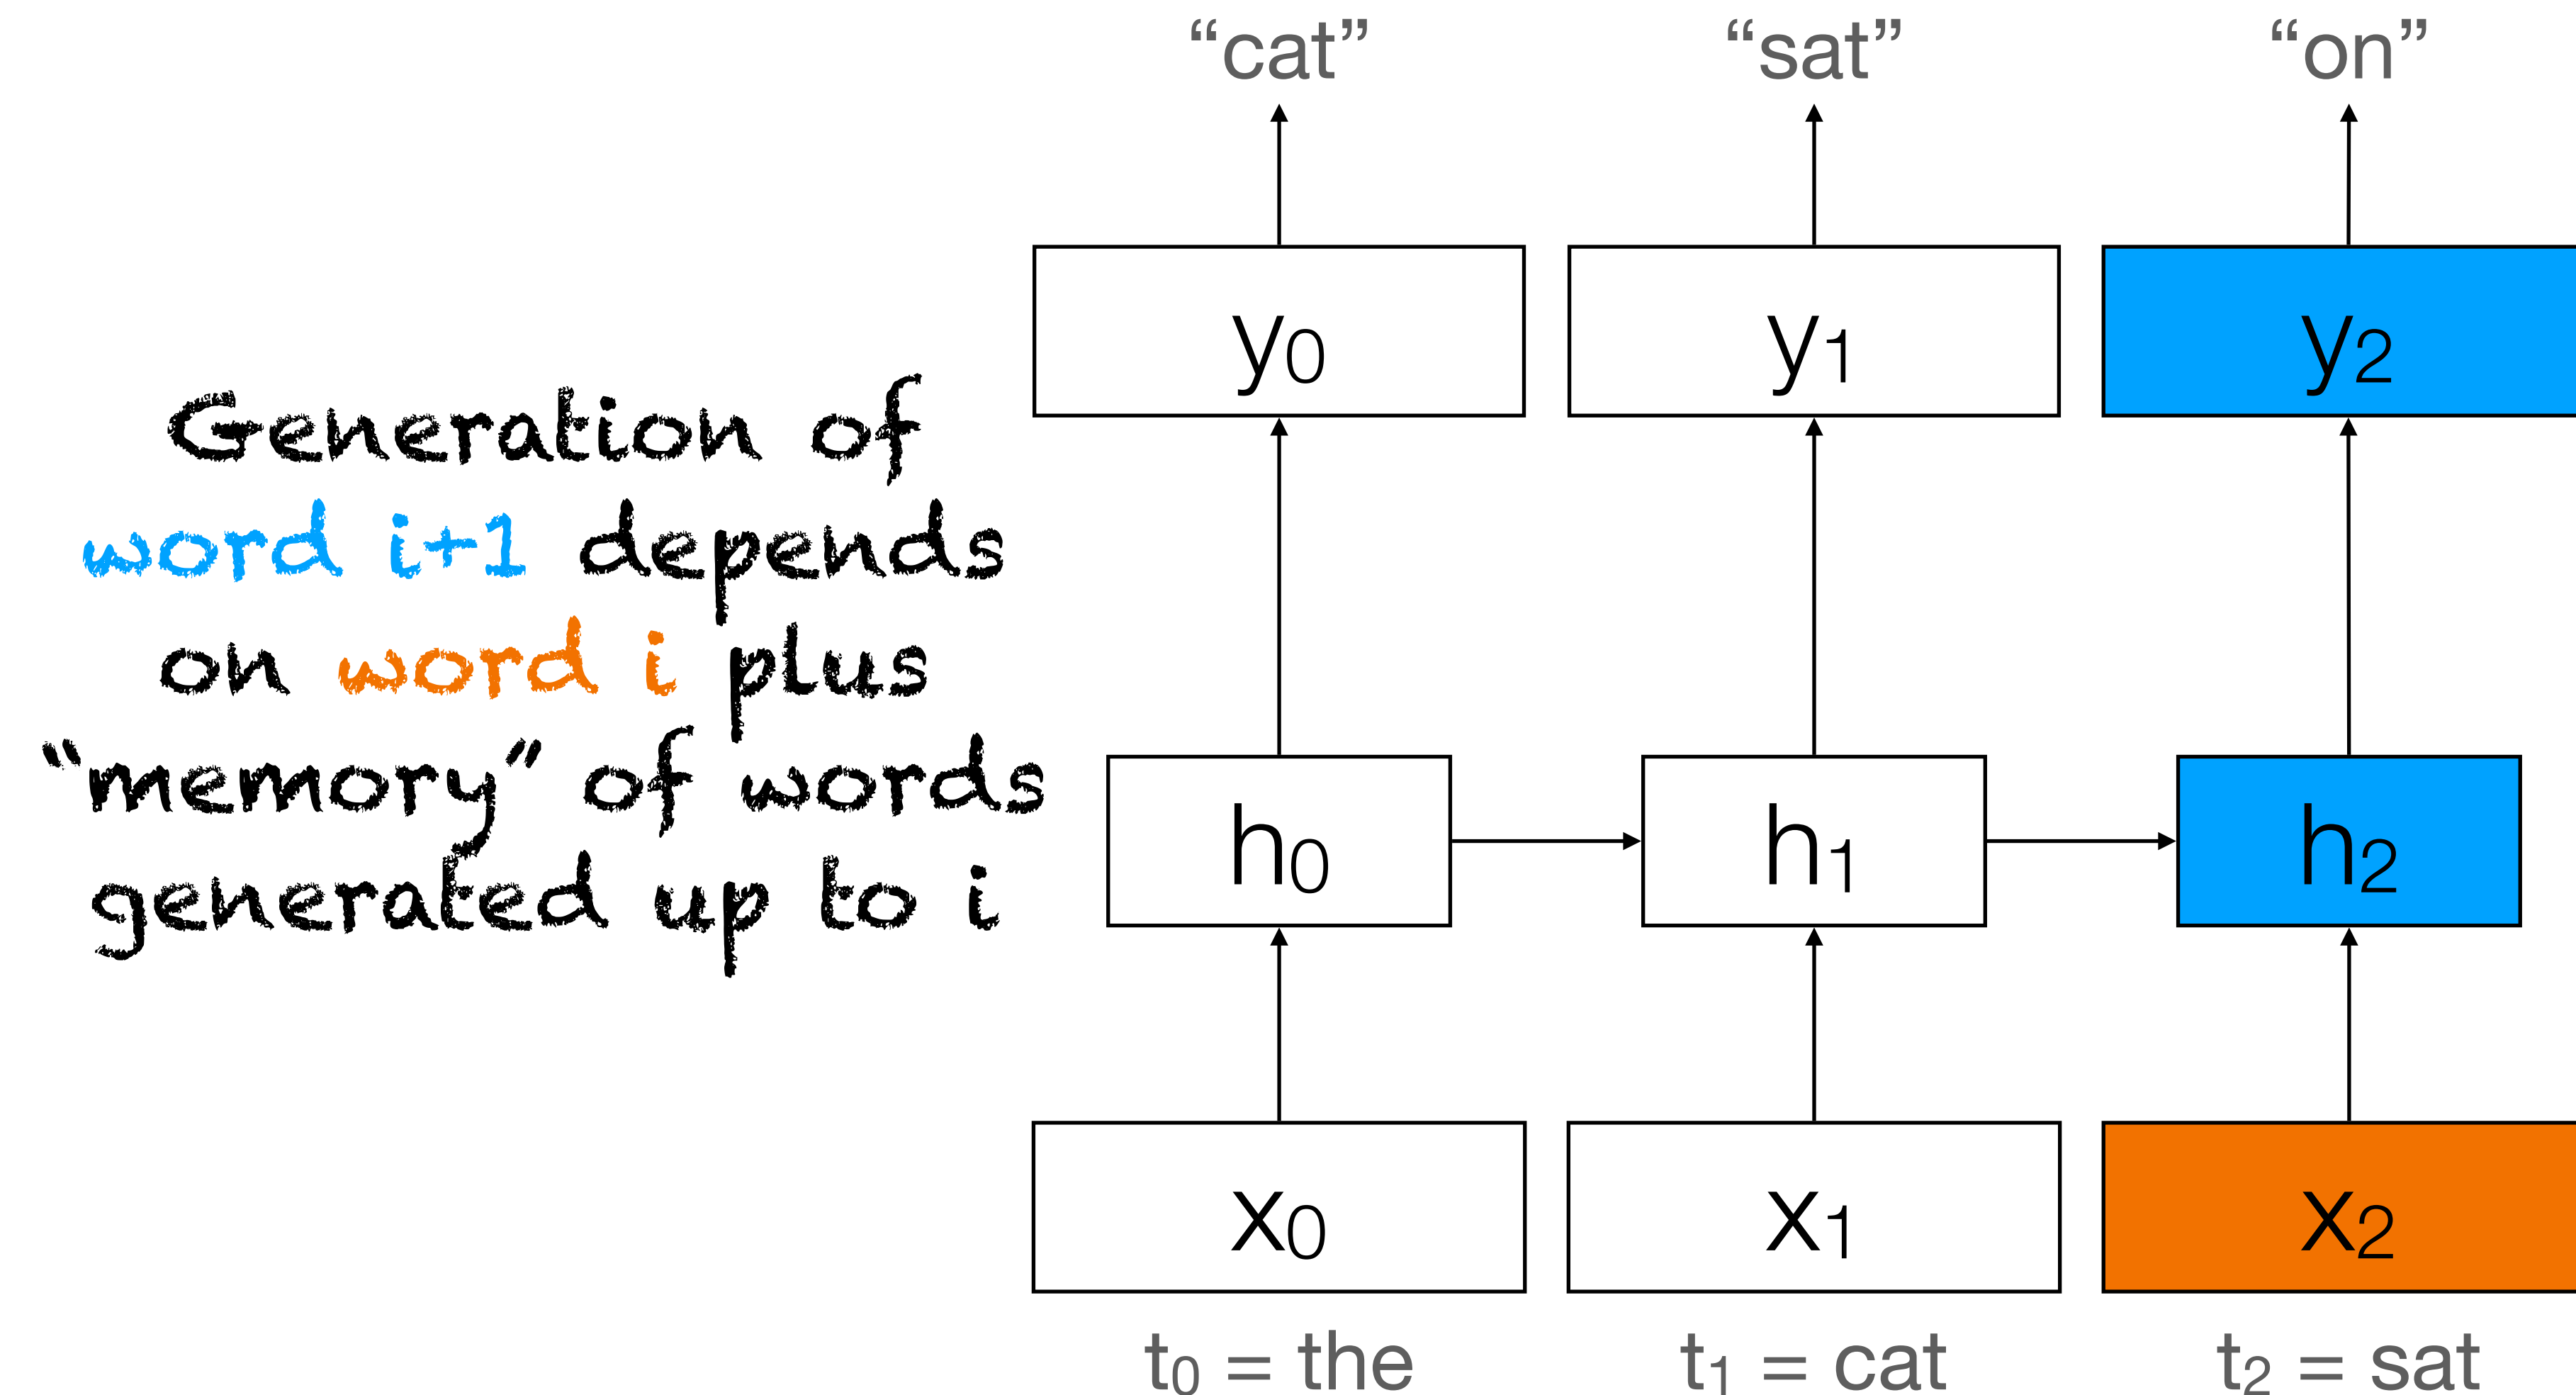 “cat” “sat” “on”
y₀ y₁ y₂
Generation of
word i+1 depends
on word i plus
“memory” of words
generated up to i
h₀ h₁ h₂
x₀ x₁ x₂
t₀ = the t₁ = cat t₂ = sat